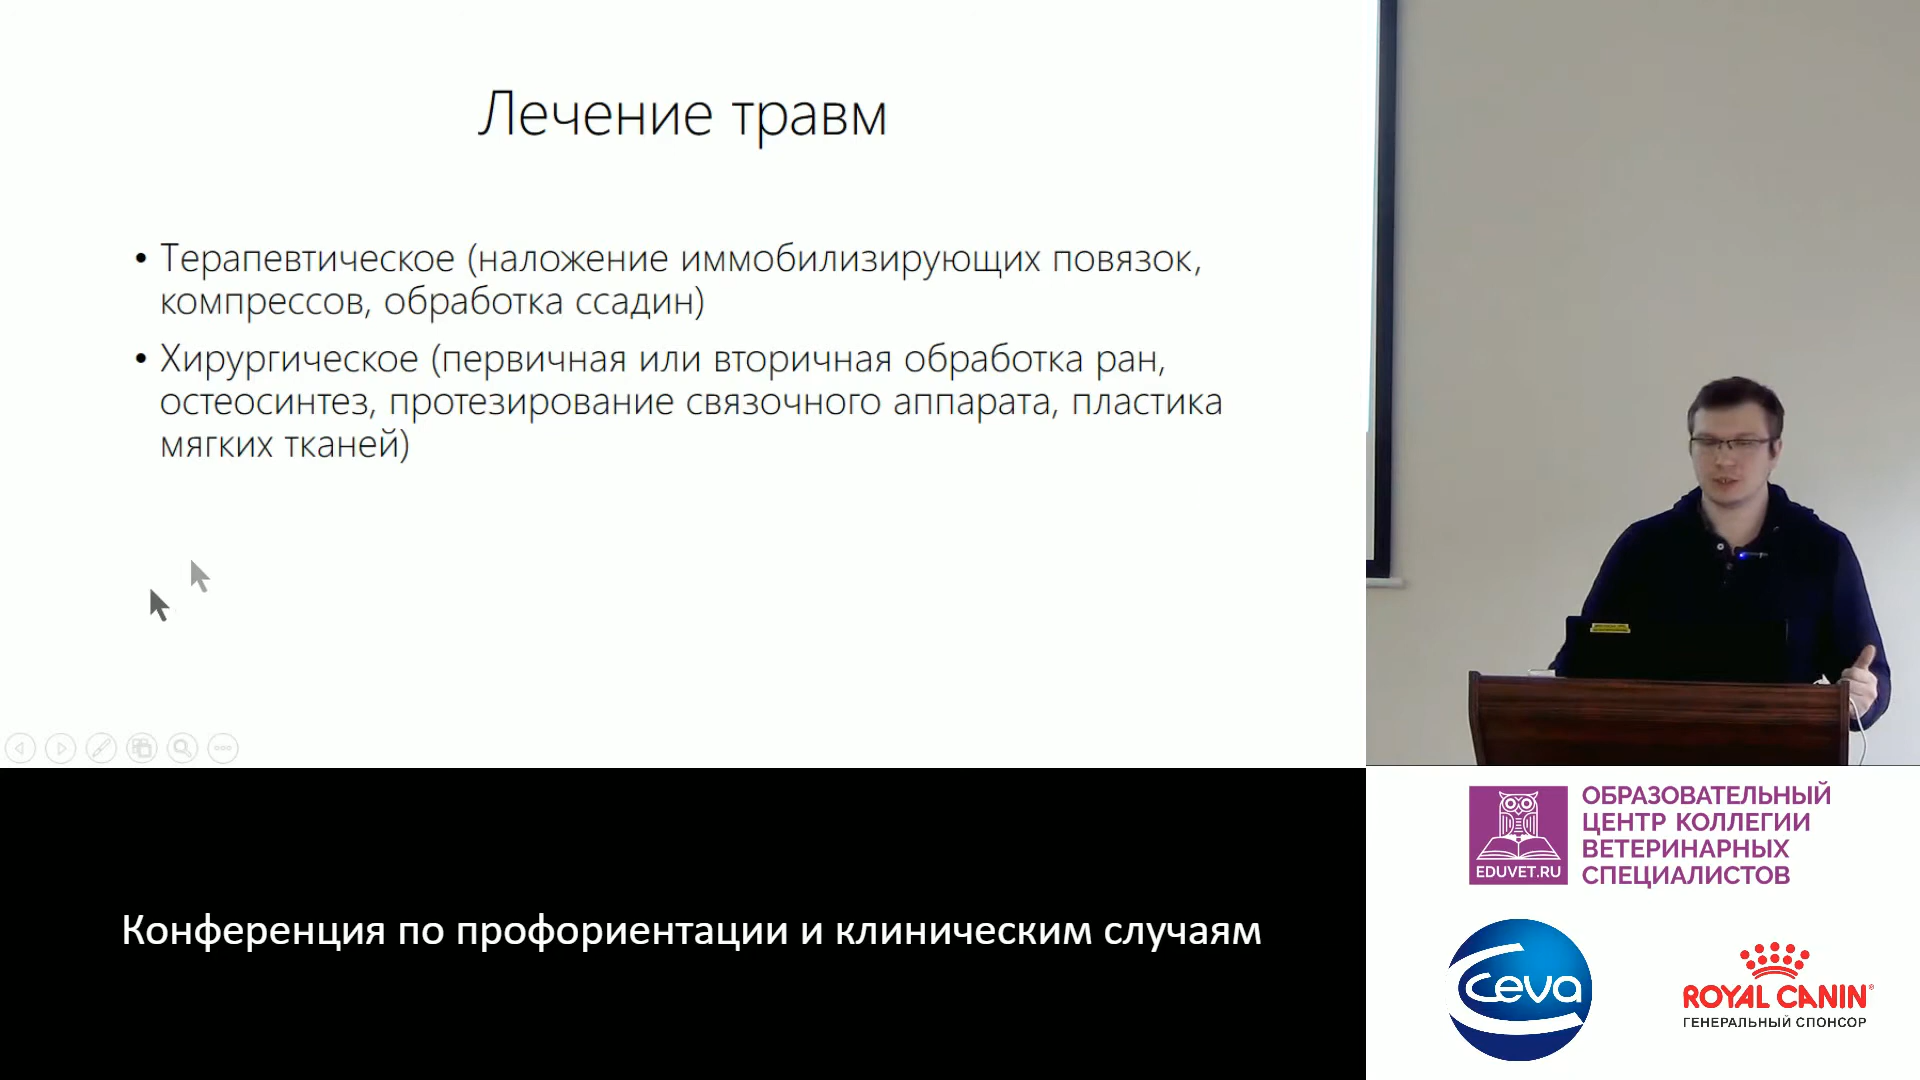 Лечение травм
• Терапевтическое (наложение иммобилизирующих повязок,
компрессов, обработка ссадин)
• Хирургическое (первичная или вторичная обработка ран,
остеосинтез, протезирование связочного аппарата, пластика
мягких тканей)
Конференция по профориентации и клиническим случаям
EDUVET.RU
ОБРАЗОВАТЕЛЬНЫЙ
ЦЕНТР КОЛЛЕГИИ
ВЕТЕРИНАРНЫХ
СПЕЦИАЛИСТОВ
Ceva
ROYAL CANIN®
ГЕНЕРАЛЬНЫЙ СПОНСОР